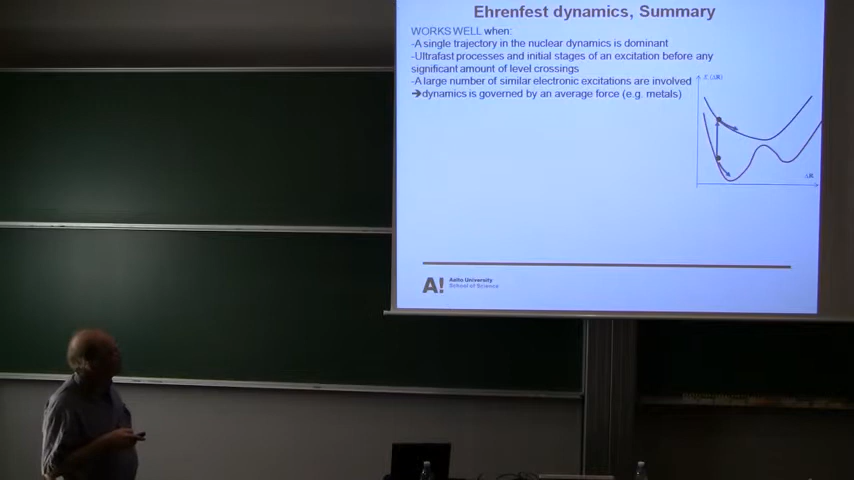 Ehrenfest dynamics, Summary
WORKS WELL when:
-A single trajectory in the nuclear dynamics is dominant
-Ultrafast processes and initial stages of an excitation before any
significant amount of level crossings
-A large number of similar electronic excitations are involved
➔dynamics is governed by an average force (e.g. metals)
A!
Aalto University
School of Science